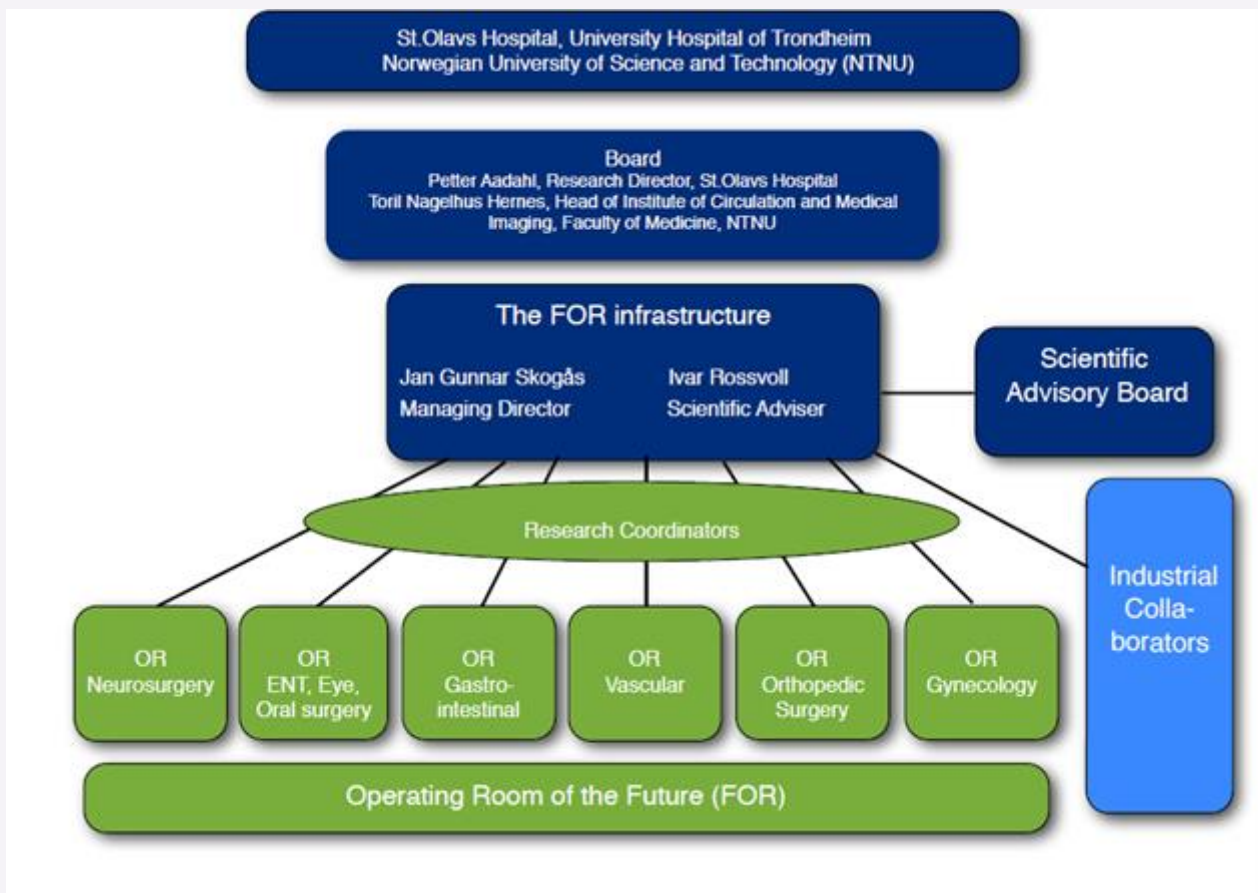 St.Olavs Hospital, University Hospital of Trondheim
Norwegian University of Science and Technology (NTNU)
Board
Petter Aadahl, Research Director, St.Olavs Hospital
Toril Nagelhus Hernes, Head of Institute of Circulation and Medical
Imaging, Faculty of Medicine, NTNU
The FOR infrastructure
Jan Gunnar Skogås
Managing Director
Ivar Rossvoll
Scientific Adviser
Scientific
Advisory Board
Research Coordinators
Industrial
Colla-
borators
OR
Neurosurgery
OR
ENT, Eye,
Oral surgery
OR
Gastro-
intestinal
OR
Vascular
OR
Orthopedic
Surgery
OR
Gynecology
Operating Room of the Future (FOR)